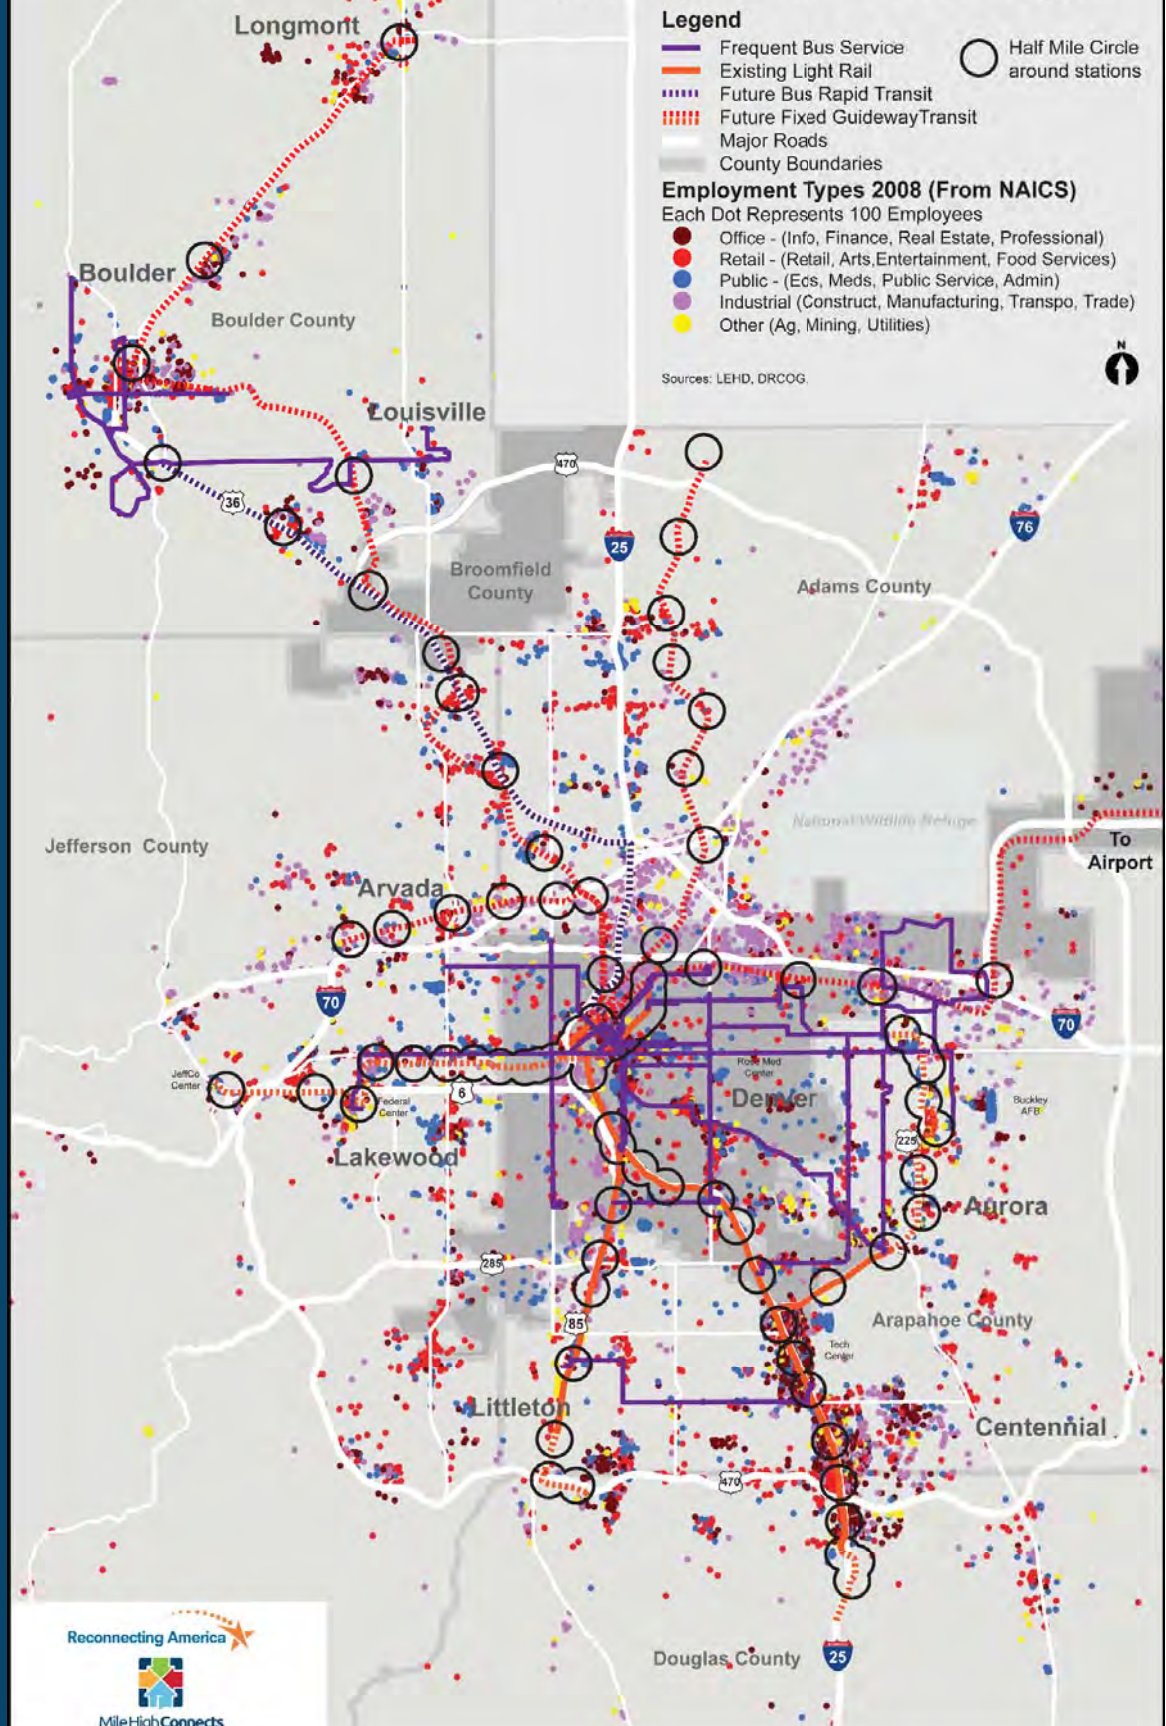 Longmont
Legend
Frequent Bus Service
Existing Light Rail
Future Bus Rapid Transit
Future Fixed GuidewayTransit
Major Roads
County Boundaries
Half Mile Circle
around stations
Employment Types 2008 (From NAICS)
Each Dot Represents 100 Employees
Office - (Info, Finance, Real Estate, Professional)
Retail - (Retail, Arts,Entertainment, Food Services)
Public - (Eds, Meds, Public Service, Admin)
Industrial (Construct, Manufacturing, Transpo, Trade)
Other (Ag, Mining, Utilities)
Sources: LEHD, DRCOG.
N
Boulder
Boulder County
Louisville
470
36
25
76
Broomfield
County
Adams County
National Wildlife Refuge
Jefferson County
To
Airport
Arvada
70
70
JeffCo
Center
6
Federal
Center
Rose Med
Center
Denver
Buckley
AFB
225
Lakewood
Aurora
285
85
Arapahoe County
Tech
Center
Littleton
Centennial
470
Reconnecting America
Douglas County
25
MileHighConnects